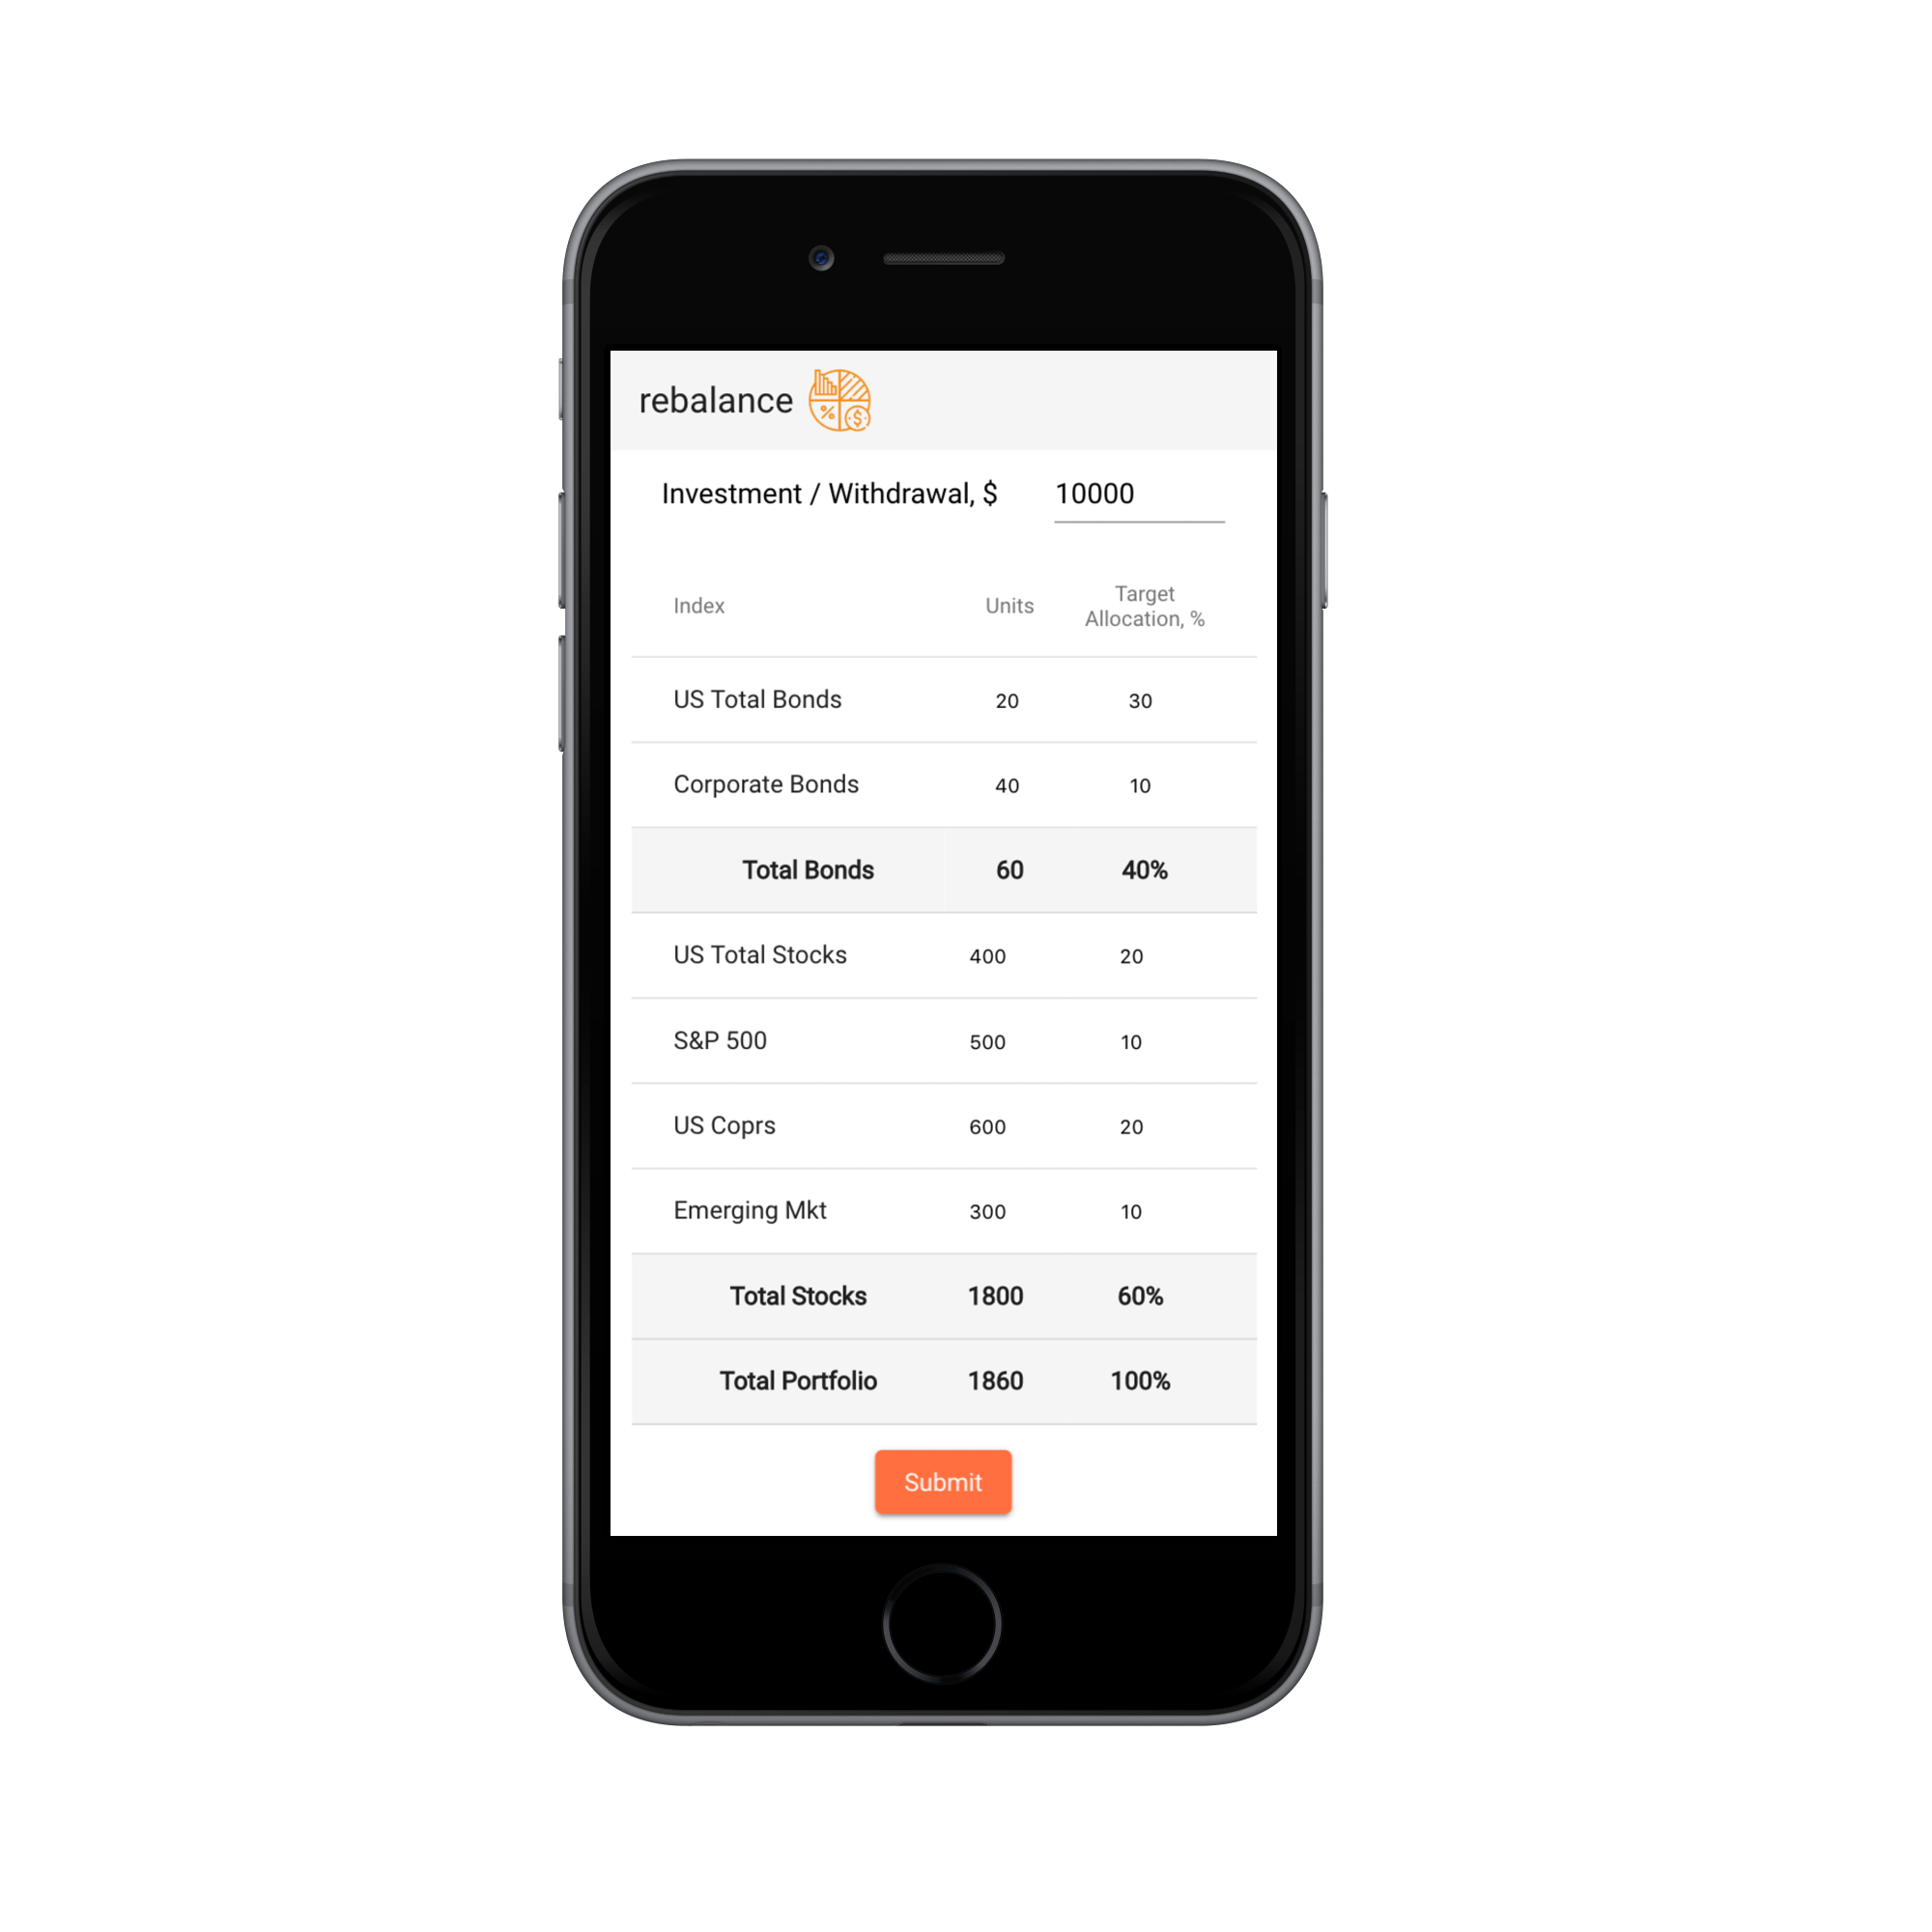 rebalance
Investment / Withdrawal, $ 10000
Index Units Target Allocation, %
US Total Bonds 20 30
Corporate Bonds 40 10
Total Bonds 60 40%
US Total Stocks 400 20
S&P 500 500 10
US Coprs 600 20
Emerging Mkt 300 10
Total Stocks 1800 60%
Total Portfolio 1860 100%
Submit